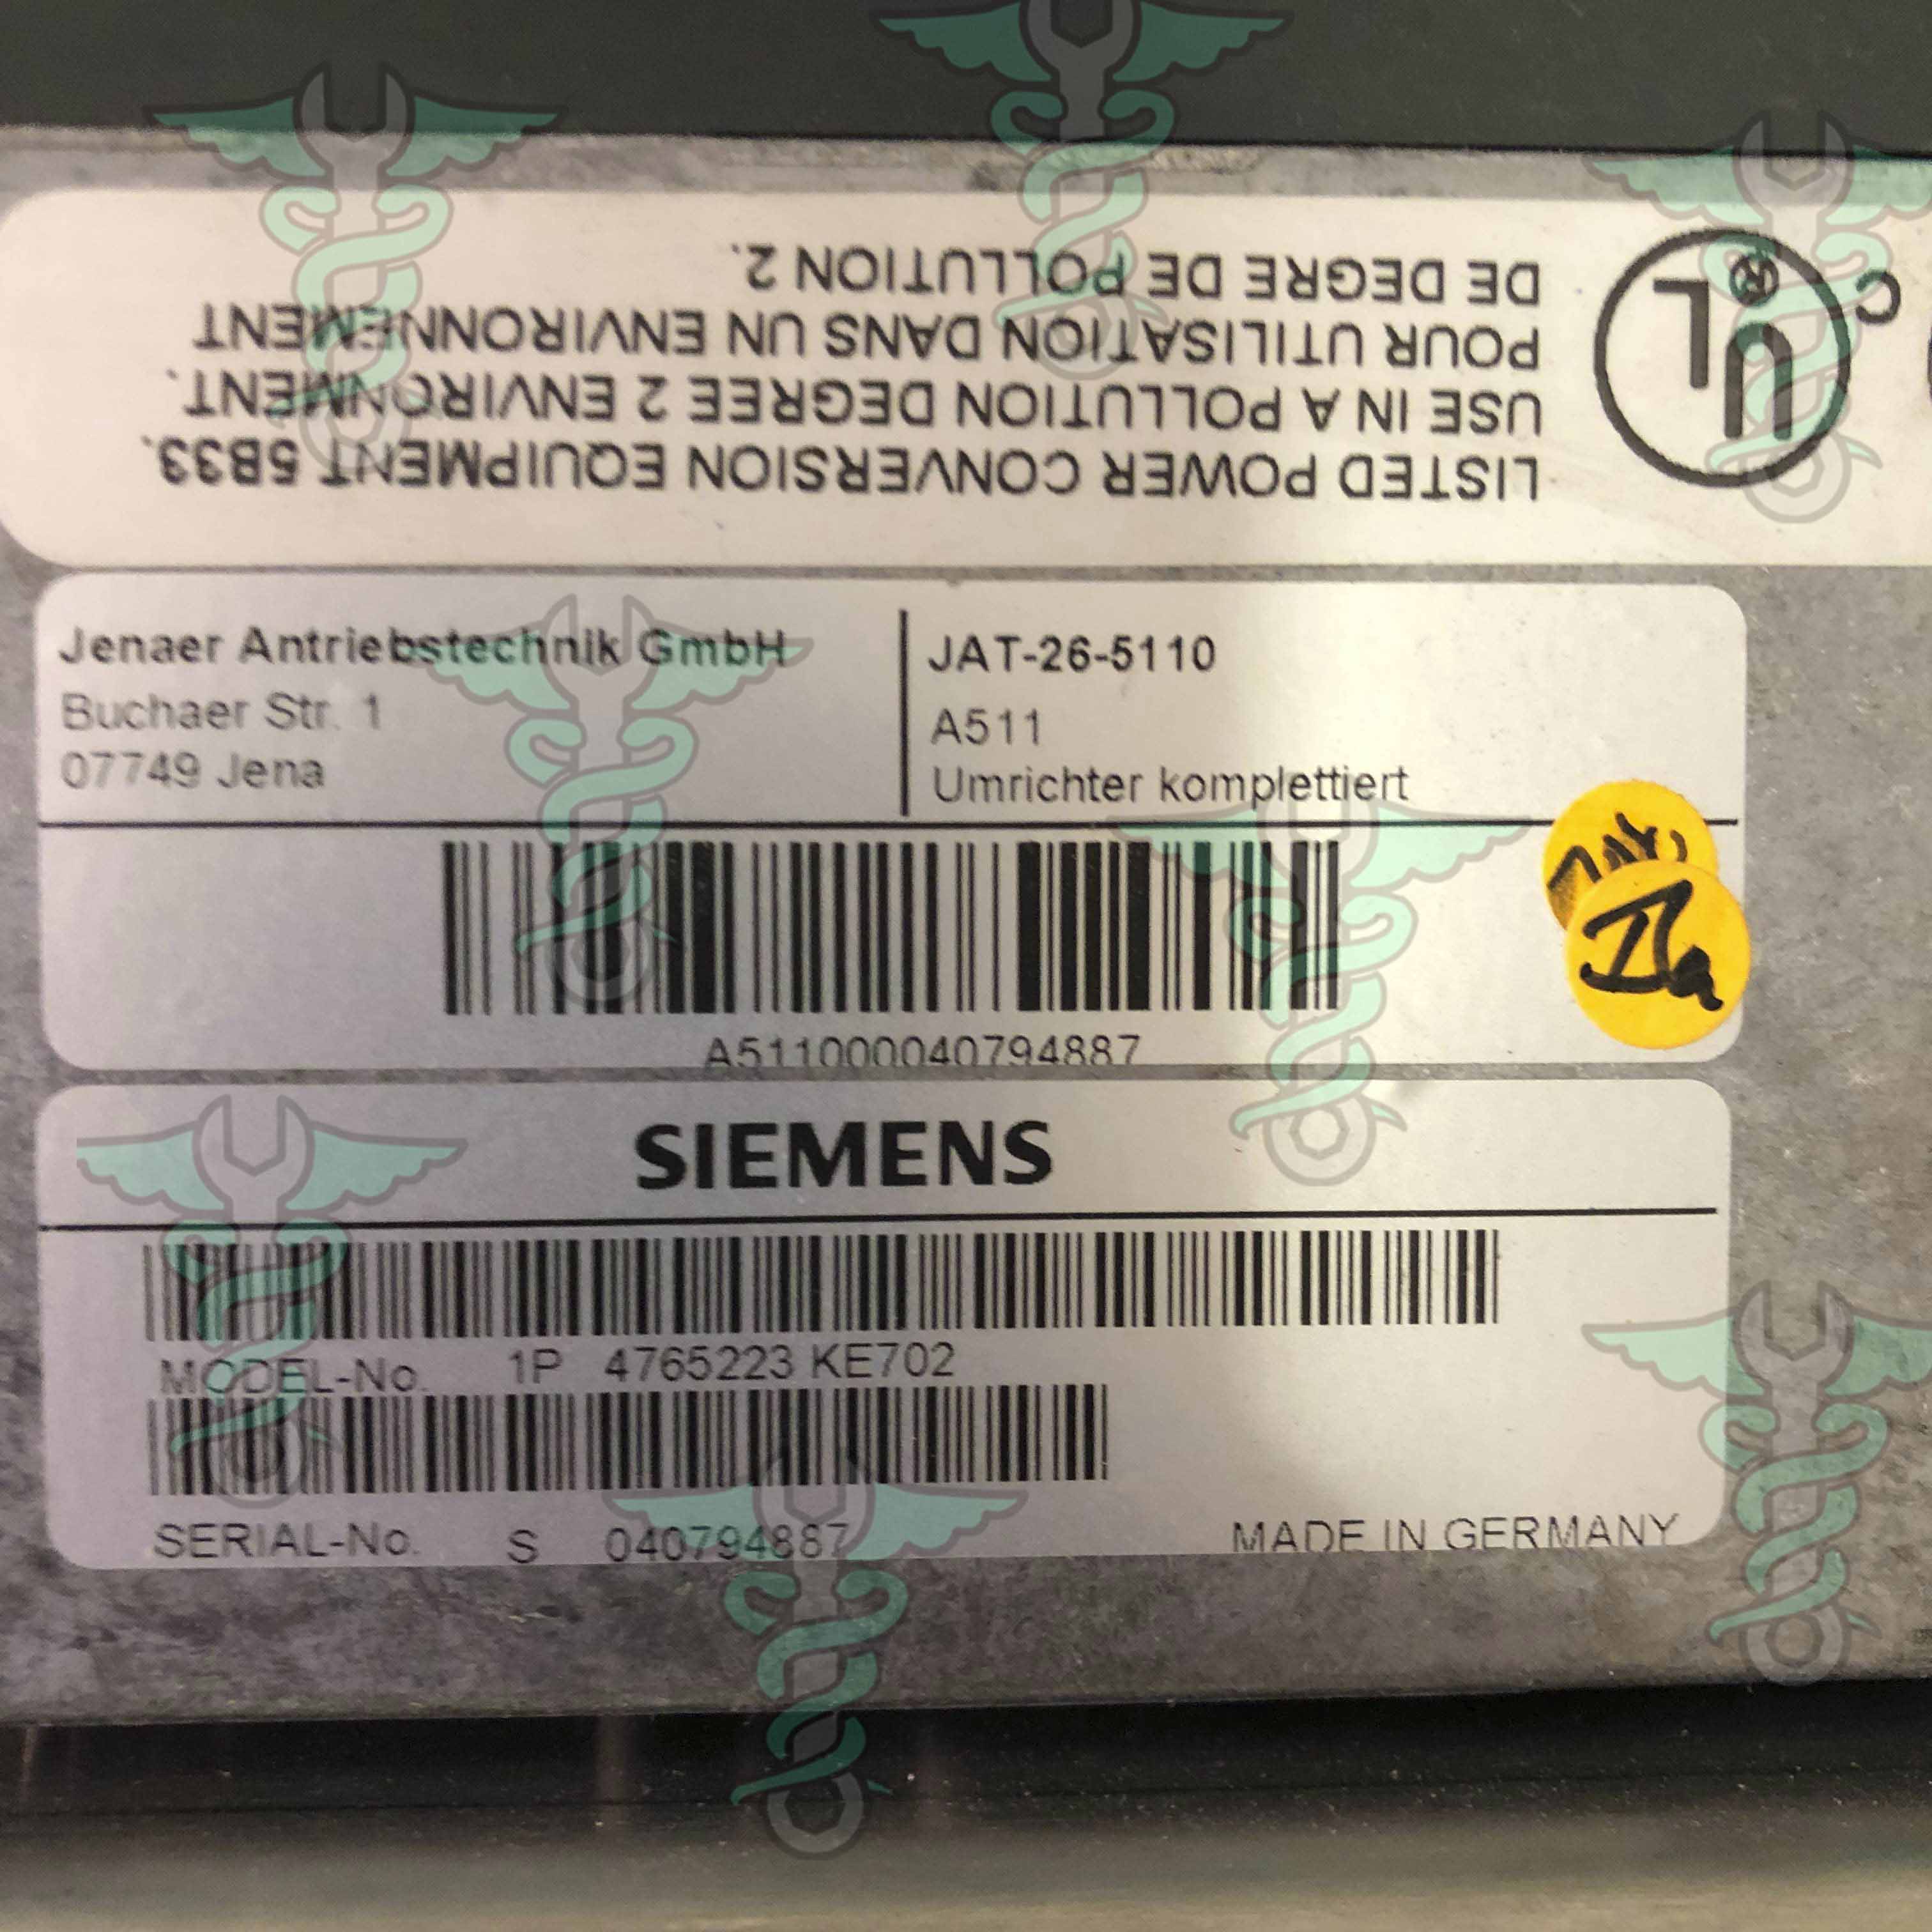 LISTED POWER CONVERSION EQUIPMENT 5B33.
USE IN A POLLUTION DEGREE 2 ENVIRONMENT.
POUR UTILISATION DANS UN ENVIRONNEMENT
DE DEGRE DE POLLUTION 2.
C UL ®
Jenaer Antriebstechnik GmbH
Buchaer Str. 1
07749 Jena
JAT-26-5110
A511
Umrichter komplettiert
A511000040794887
SIEMENS
MODEL-No. 1P 4765223 KE702
SERIAL-No. S 040794887
MADE IN GERMANY